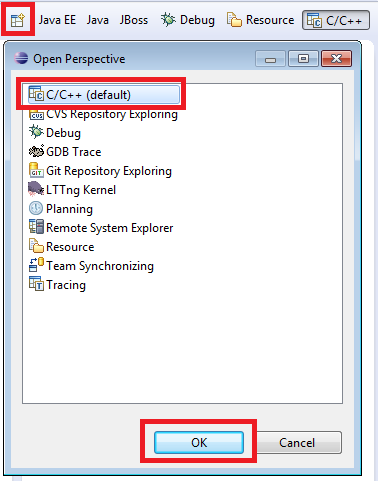 Java EE Java JBoss Debug Resource C/C++
Open Perspective
C/C++ (default)
CVS Repository Exploring
Debug
GDB Trace
Git Repository Exploring
LTTng Kernel
Planning
Remote System Explorer
Resource
Team Synchronizing
Tracing
OK Cancel